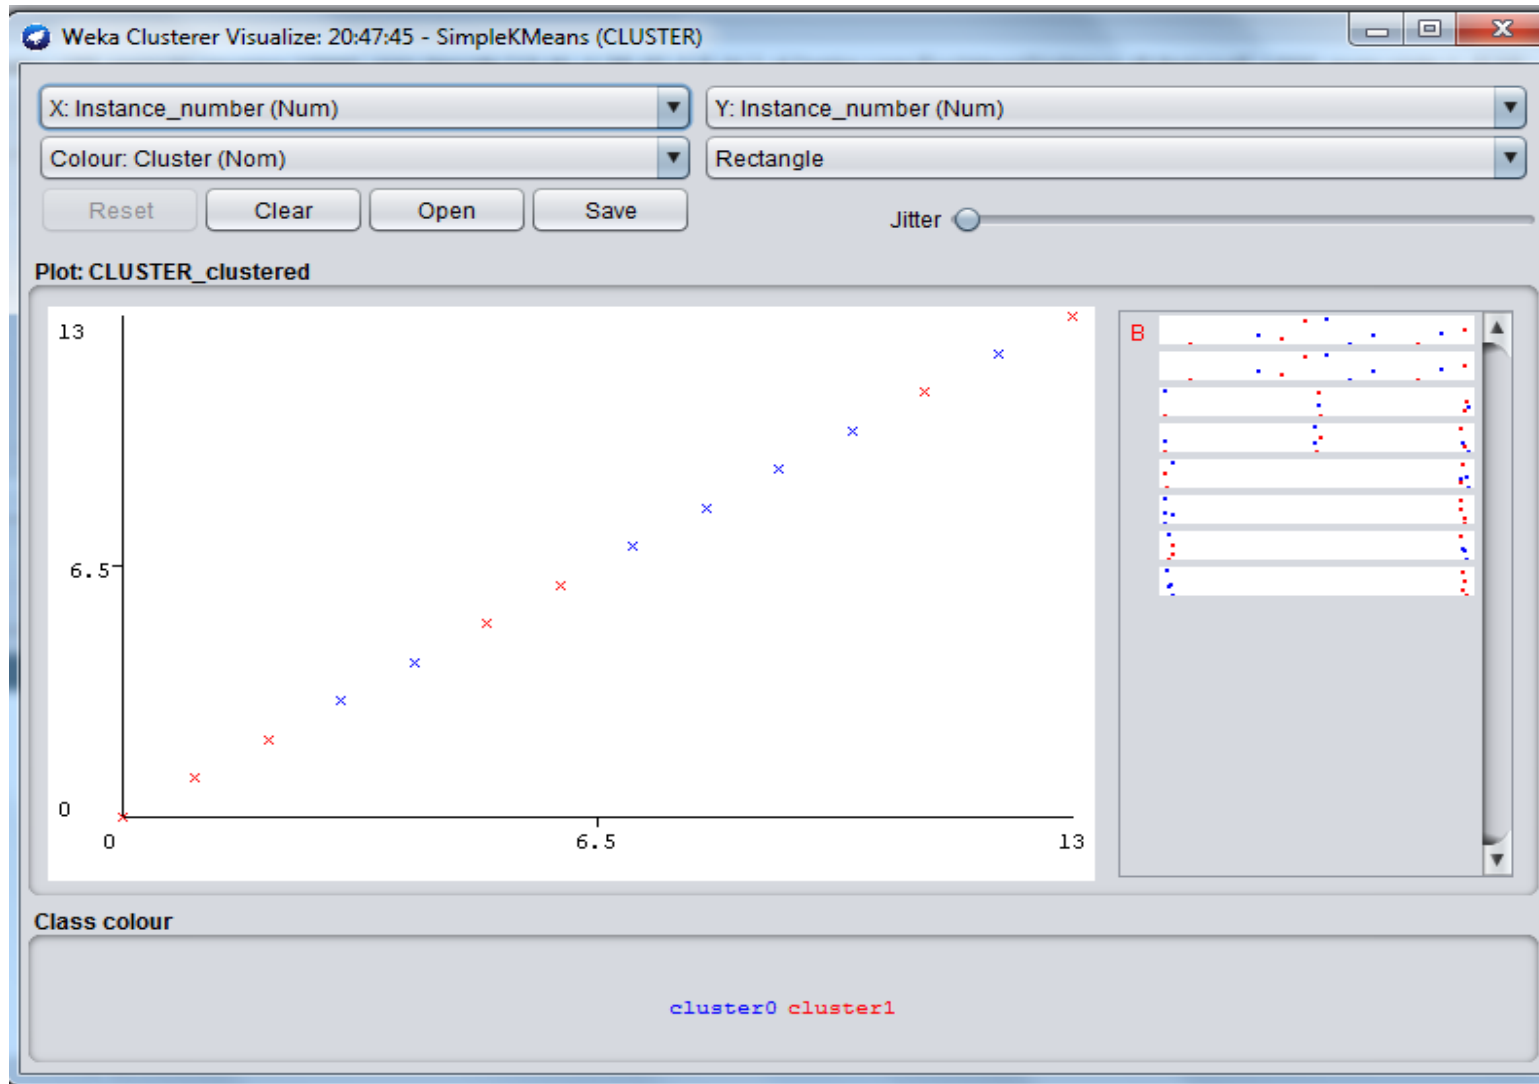 Weka Clusterer Visualize: 20:47:45 - SimpleKMeans (CLUSTER)
X: Instance_number (Num)
Y: Instance_number (Num)
Colour: Cluster (Nom)
Rectangle
Reset
Clear
Open
Save
Jitter
Plot: CLUSTER_clustered
13
6.5
0
0
6.5
13
B
Class colour
cluster0 cluster1